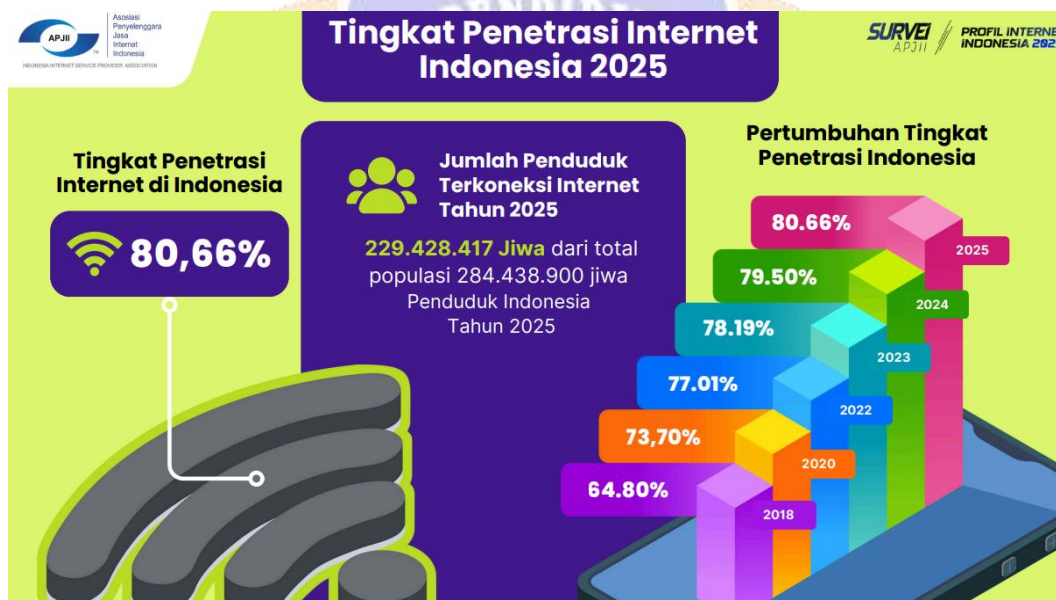 APJII
Asosiasi
Penyelenggara
Jasa
Internet
Indonesia
INDONESIA INTERNET SERVICE PROVIDER ASSOCIATION
Tingkat Penetrasi Internet
Indonesia 2025
SURVEI
APJII
PROFIL INTERNE
INDONESIA 202
Tingkat Penetrasi
Internet di Indonesia
80,66%
Jumlah Penduduk
Terkoneksi Internet
Tahun 2025
229.428.417 Jiwa dari total
populasi 284.438.900 jiwa
Penduduk Indonesia
Tahun 2025
Pertumbuhan Tingkat
Penetrasi Indonesia
80.66%
2025
79.50%
2024
78.19%
2023
77.01%
2022
73,70%
2020
64.80%
2018